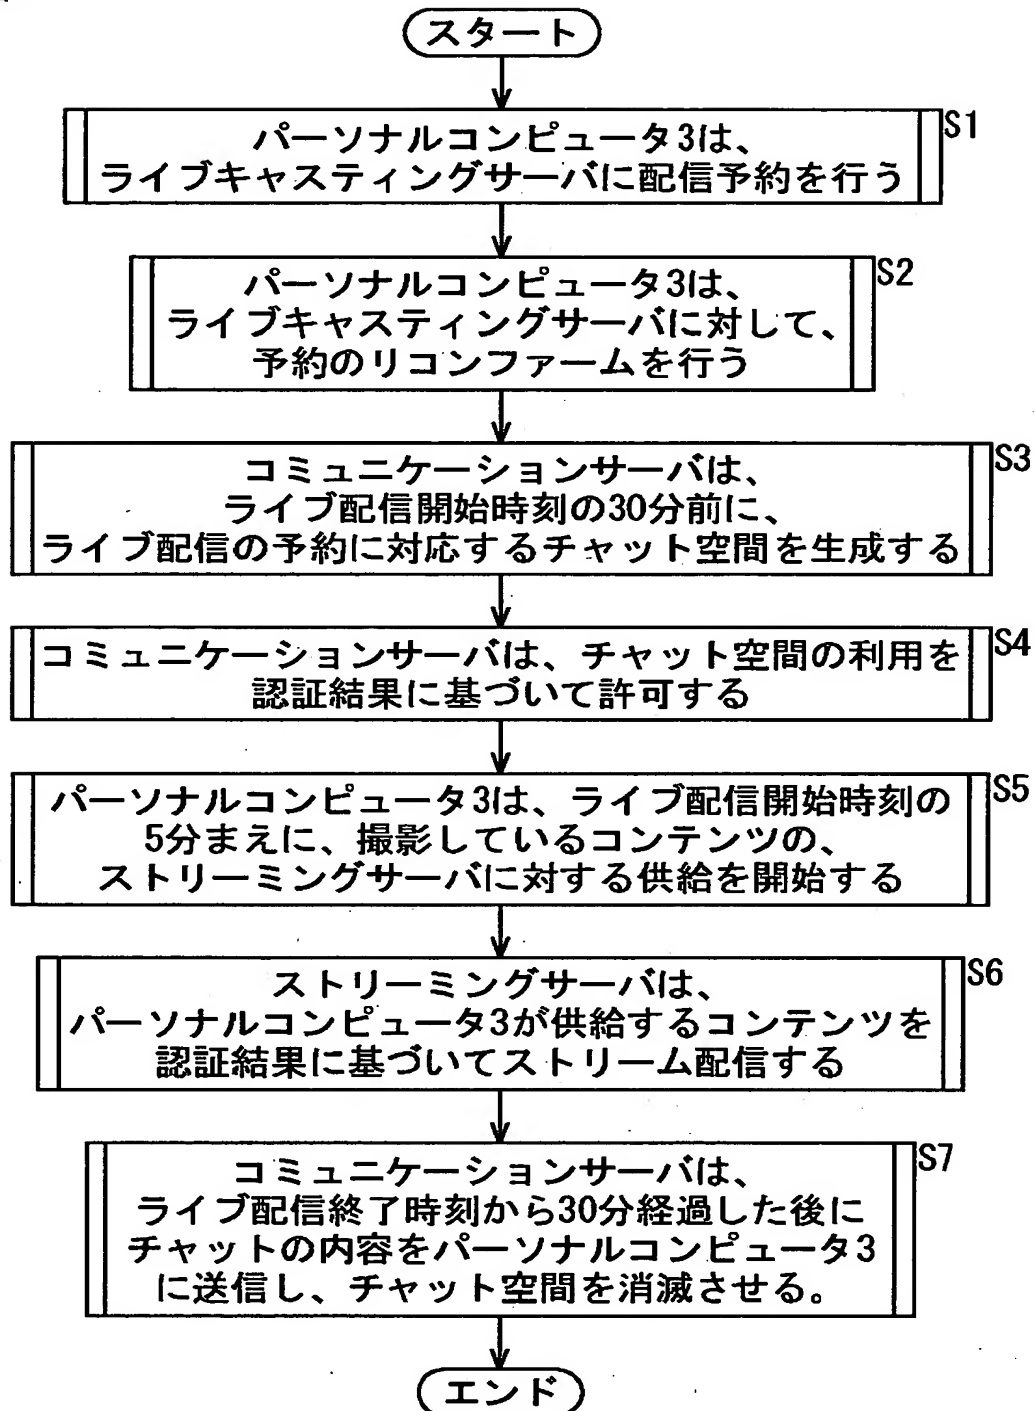 スタート
S1
パーソナルコンピュータ3は、
ライブキャスティングサーバに配信予約を行う
S2
パーソナルコンピュータ3は、
ライブキャスティングサーバに対して、
予約のリコンファームを行う
S3
コミュニケーションサーバは、
ライブ配信開始時刻の30分前に、
ライブ配信の予約に対応するチャット空間を生成する
S4
コミュニケーションサーバは、チャット空間の利用を
認証結果に基づいて許可する
S5
パーソナルコンピュータ3は、ライブ配信開始時刻の
5分まえに、撮影しているコンテンツの、
ストリーミングサーバに対する供給を開始する
S6
ストリーミングサーバは、
パーソナルコンピュータ3が供給するコンテンツを
認証結果に基づいてストリーム配信する
S7
コミュニケーションサーバは、
ライブ配信終了時刻から30分経過した後に
チャットの内容をパーソナルコンピュータ3
に送信し、チャット空間を消滅させる。
エンド